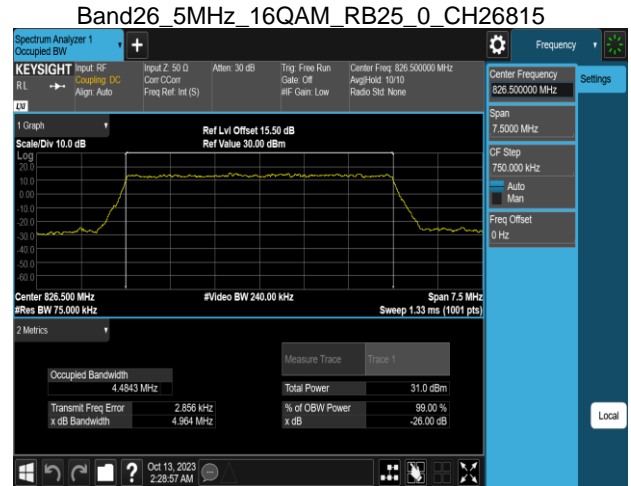 Band26_5MHz_16QAM_RB25_0_CH26815
Spectrum Analyzer 1
Occupied BW
+
Frequency
KEYSIGHT
RL
LXI
Input: RF
Coupling: DC
Align: Auto
Input Z: 50 Ω
Corr CCorr
Freq Ref: Int (S)
Atten: 30 dB
Trig: Free Run
Gate: Off
#IF Gain: Low
Center Freq: 826.500000 MHz
Avg|Hold: 10/10
Radio Std: None
Center Frequency
826.500000 MHz
Settings
Span
7.5000 MHz
CF Step
750.000 kHz
Auto
Man
Freq Offset
0 Hz
Local
1 Graph
Scale/Div 10.0 dB
Ref Lvl Offset 15.50 dB
Ref Value 30.00 dBm
Log
20.0
10.0
0.00
-10.0
-20.0
-30.0
-40.0
-50.0
-60.0
Center 826.500 MHz
#Video BW 240.00 kHz
Span 7.5 MHz
#Res BW 75.000 kHz
Sweep 1.33 ms (1001 pts)
2 Metrics
Measure Trace Trace 1
Occupied Bandwidth
4.4843 MHz
Total Power 31.0 dBm
Transmit Freq Error 2.856 kHz
% of OBW Power 99.00 %
x dB Bandwidth 4.964 MHz
x dB -26.00 dB
?
Oct 13, 2023
2:28:57 AM